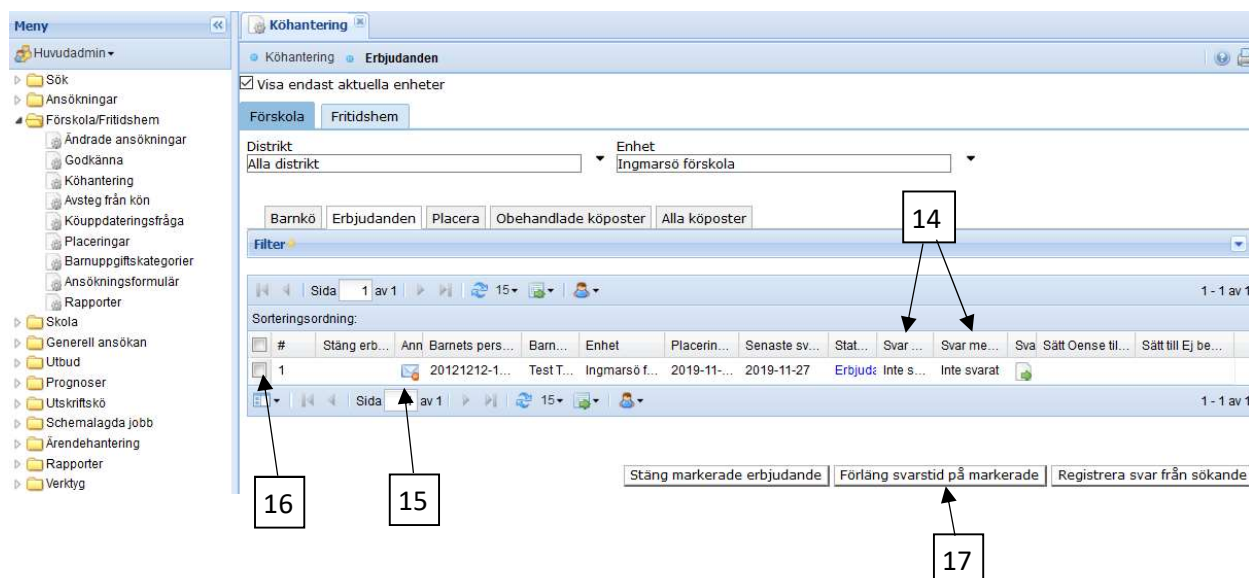 Meny
Huvudadmin
Sök
Ansökningar
Förskola/Fritidshem
Ändrade ansökningar
Godkänna
Köhantering
Avsteg från kön
Köuppdateringsfråga
Placeringar
Barnuppgiftskategorier
Ansökningsformulär
Rapporter
Skola
Generell ansökan
Utbud
Prognoser
Utskriftskö
Schemalagda jobb
Ärendehantering
Rapporter
Verktyg
Köhantering
Köhantering Erbjudanden
Visa endast aktuella enheter
Förskola Fritidshem
Distrikt Enhet
Alla distrikt Ingmarsö förskola
Barnkö Erbjudanden Placera Obehandlade köposter Alla köposter
14
Filter
Sida 1 av 1 15 1 - 1 av 1
Sorteringsordning:
# Stäng erb... Ann Barnets pers... Barn... Enhet Placerin... Senaste sv... Stat... Svar ... Svar me... Sva Sätt Oense til... Sätt till Ej be...
1 20121212-1... Test T... Ingmarsö f... 2019-11-... 2019-11-27 Erbjuda Inte s... Inte svarat
Sida av 1 15 1 - 1 av 1
Stäng markerade erbjudande Förläng svarstid på markerade Registrera svar från sökande
16 15
17